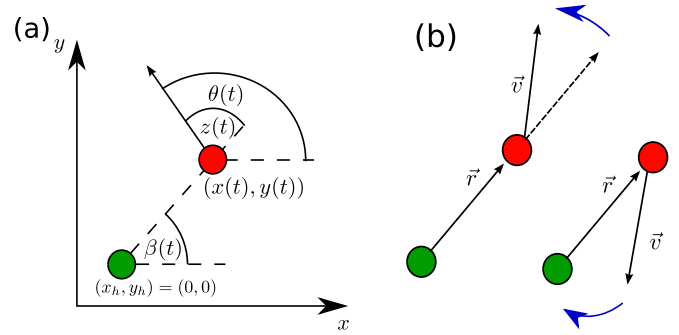 (a)
y
θ(t)
z(t)
(x(t), y(t))
β(t)
(x_h, y_h) = (0, 0)
x
(b)
v⃗
r⃗
r⃗
v⃗